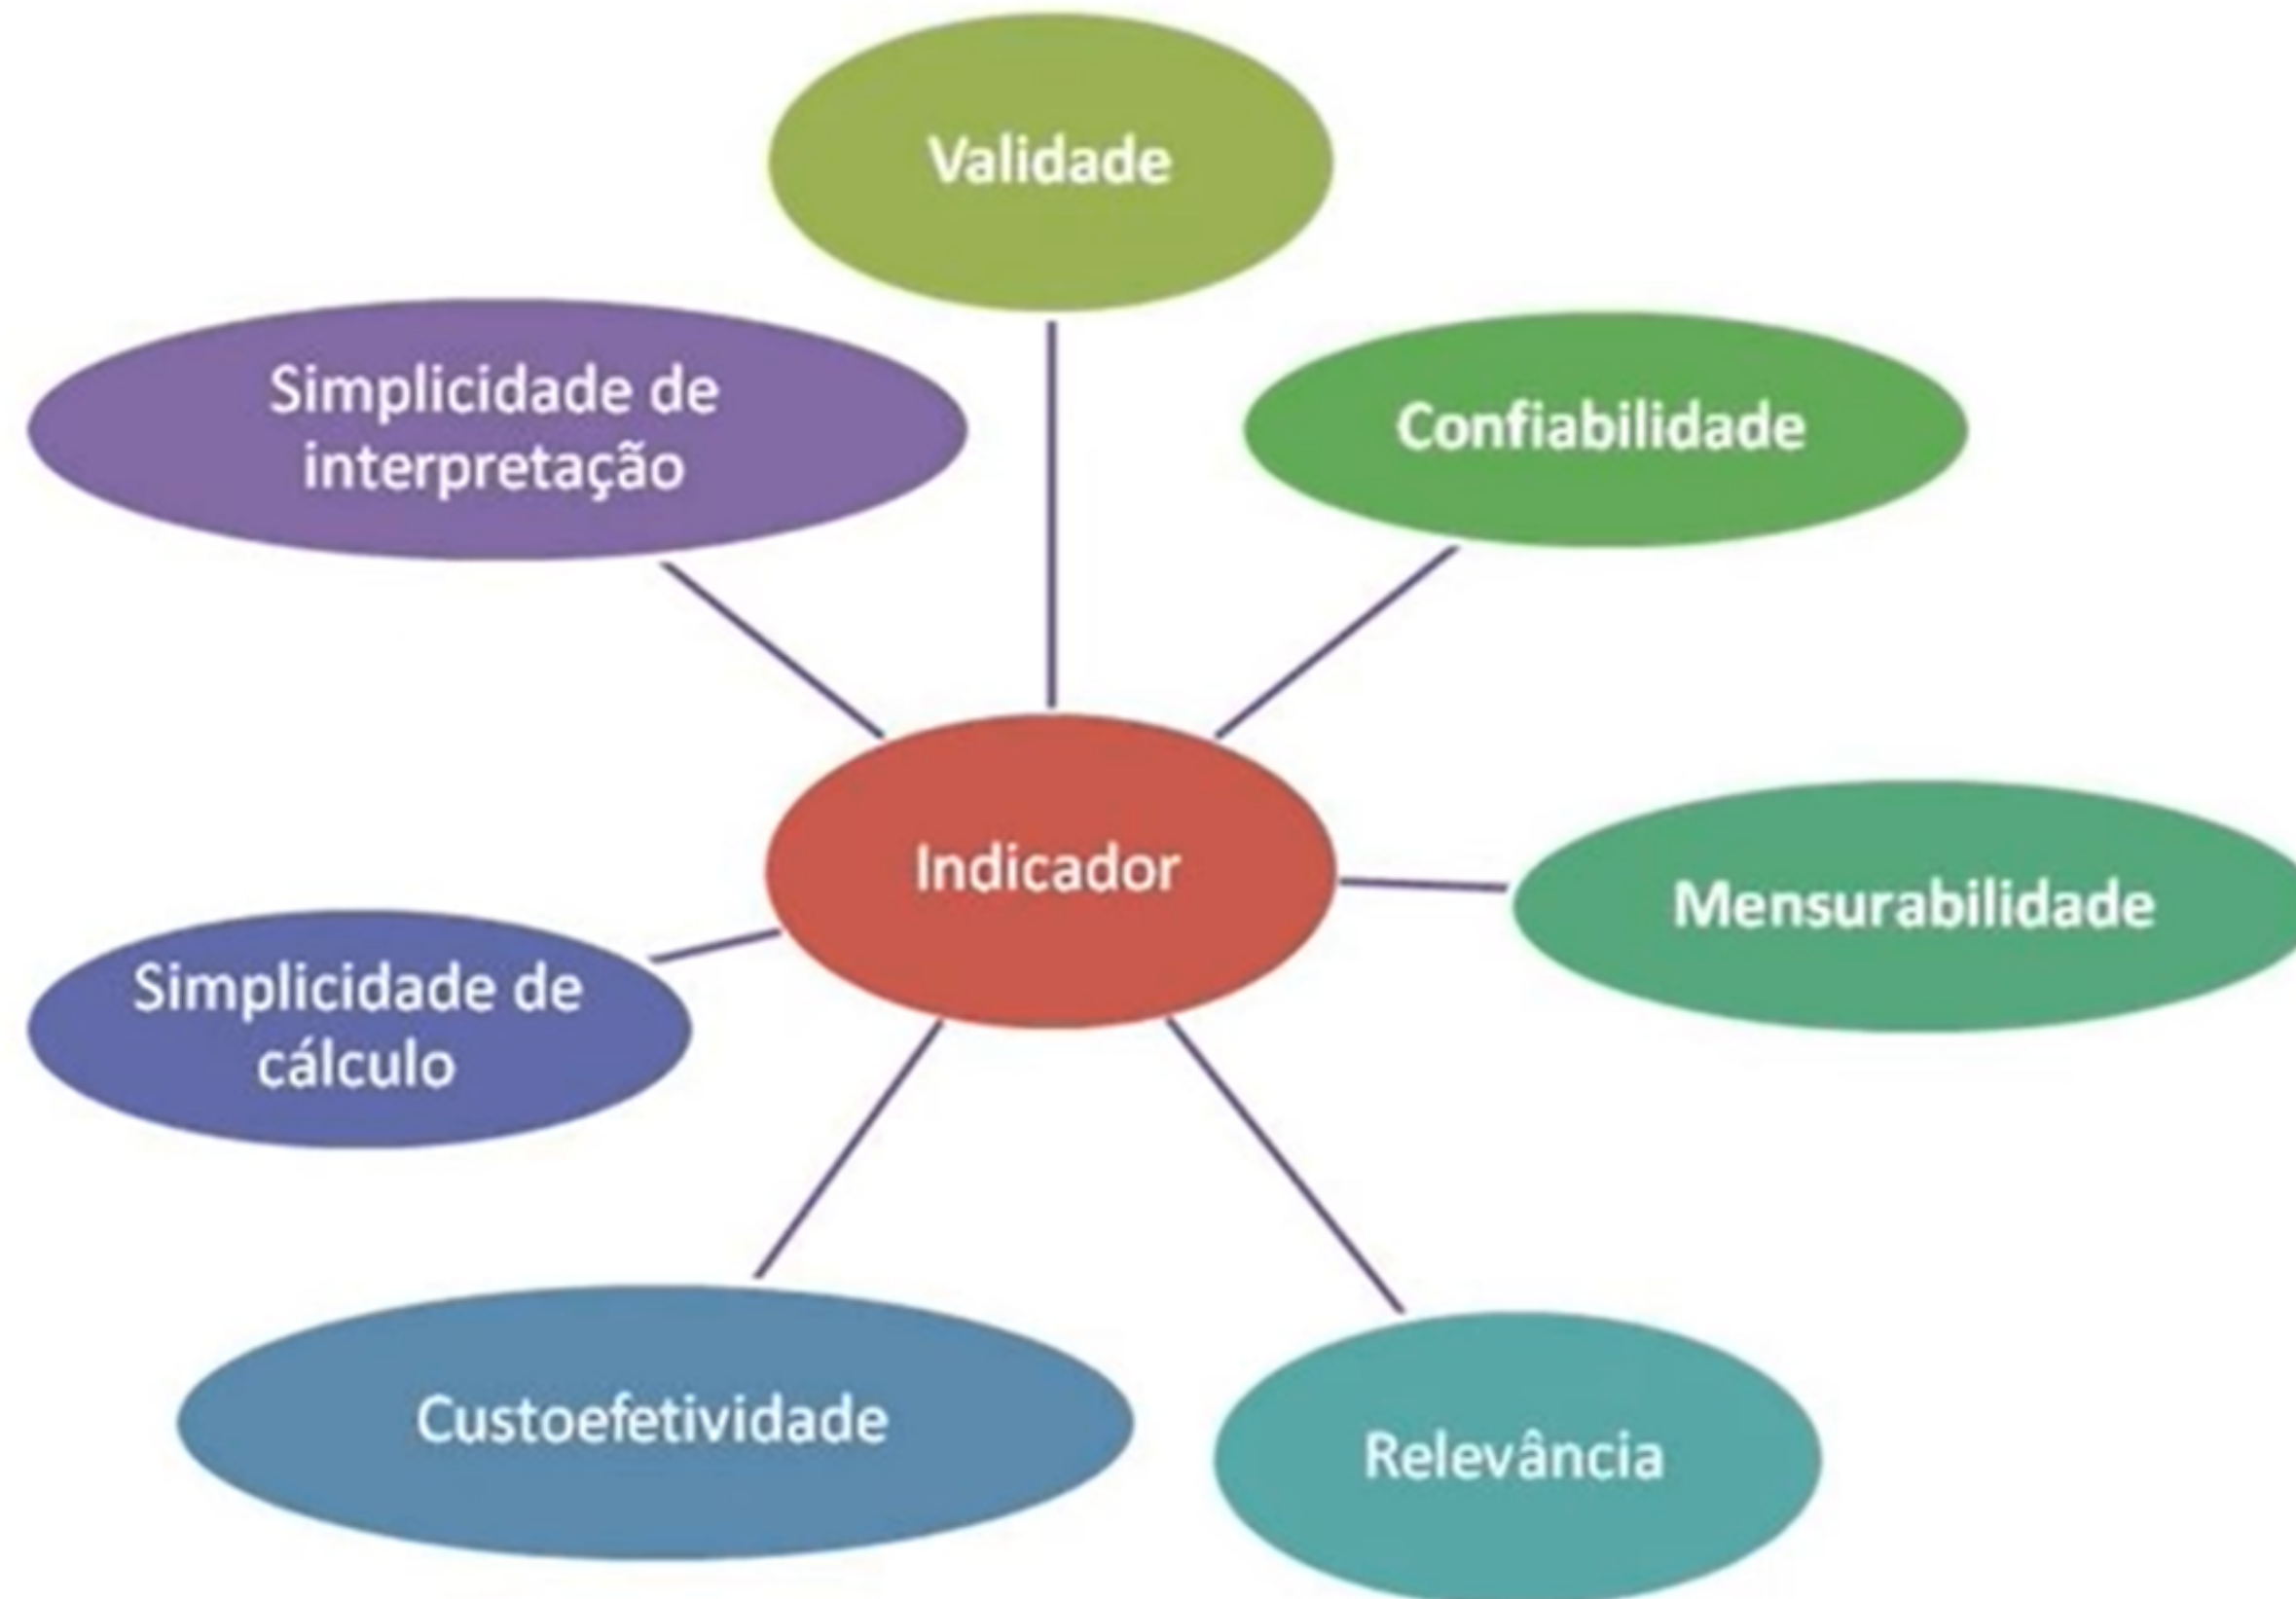 Validade
Simplicidade de
interpretação
Confiabilidade
Indicador
Mensurabilidade
Simplicidade de
cálculo
Custoefetividade
Relevância